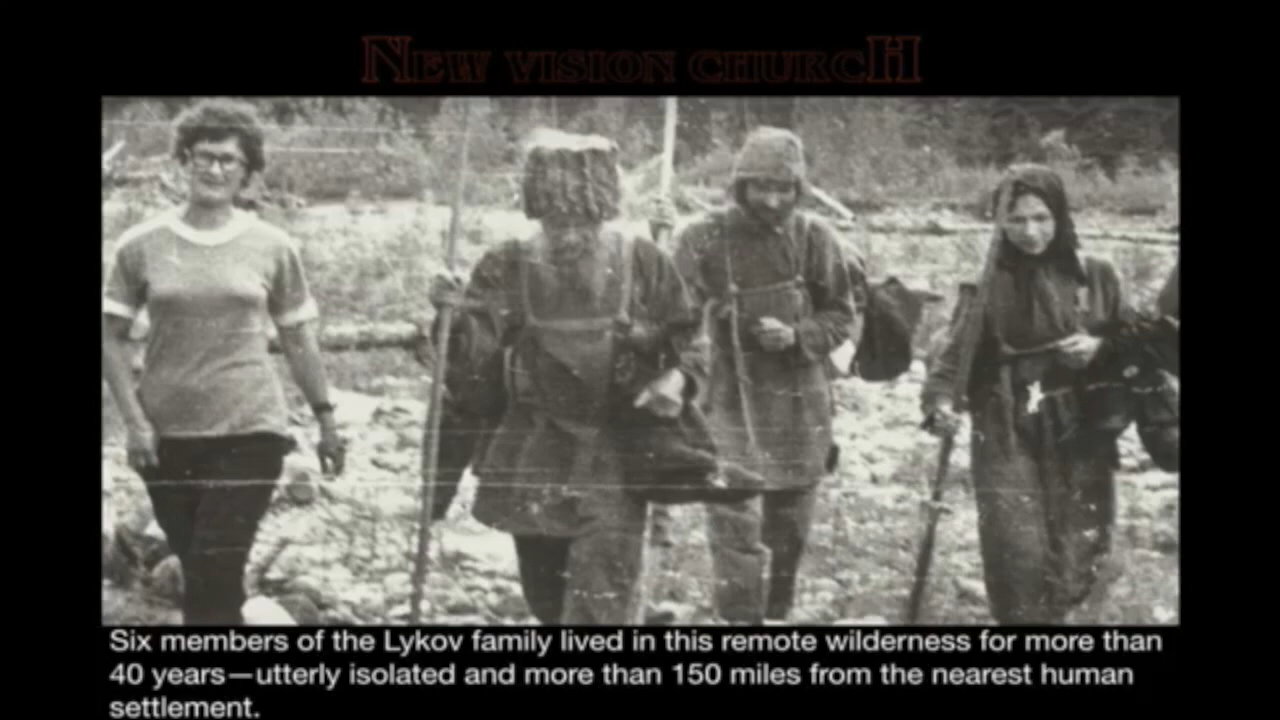 NEW VISION CHURCH
Six members of the Lykov family lived in this remote wilderness for more than
40 years—utterly isolated and more than 150 miles from the nearest human
settlement.